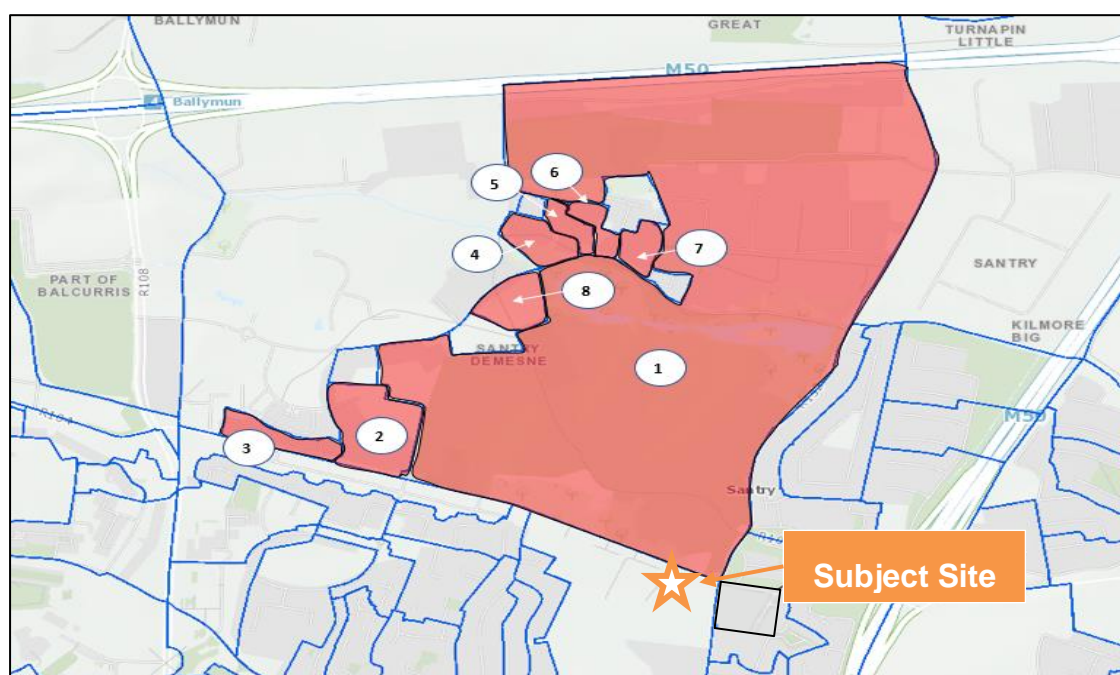 BALLYMUN
GREAT
TURNAPIN
LITTLE
M50
Ballymun
6
5
4
7
SANTRY
PART OF
BALCURRIS
R108
8
KILMORE
BIG
SANTRY
DEMESNE
1
M50
R104
2
3
Santry
Subject Site